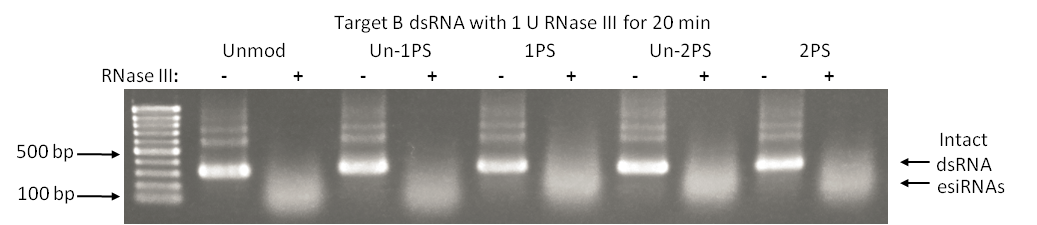 Target B dsRNA with 1 U RNase III for 20 min
Unmod Un-1PS 1PS Un-2PS 2PS
RNase III: - + - + - + - + - +
500 bp
100 bp
Intact
dsRNA
esiRNAs